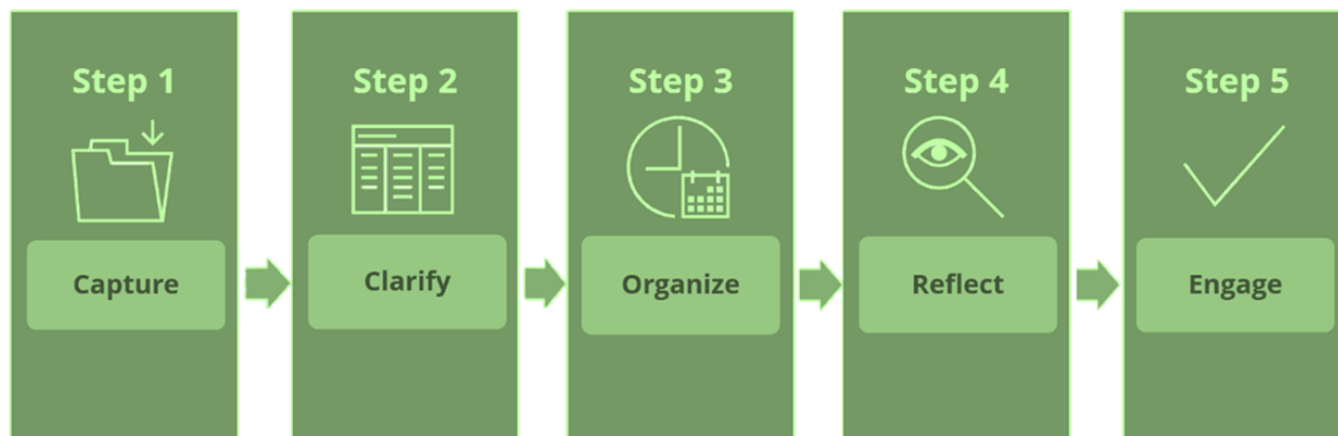 Step 1
Capture
Step 2
Clarify
Step 3
Organize
Step 4
Reflect
Step 5
Engage